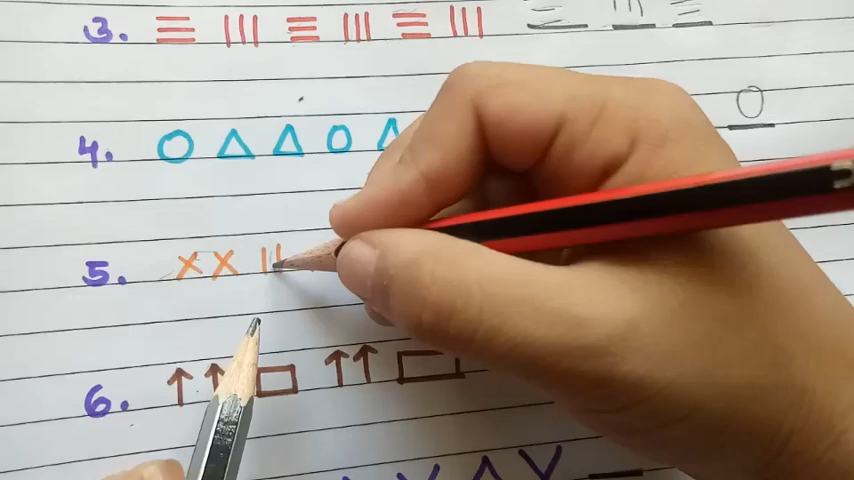 3.
4. O △ △ O △ O
5. X X ||
6. ↑ ↑ □ ↑ ↑ □